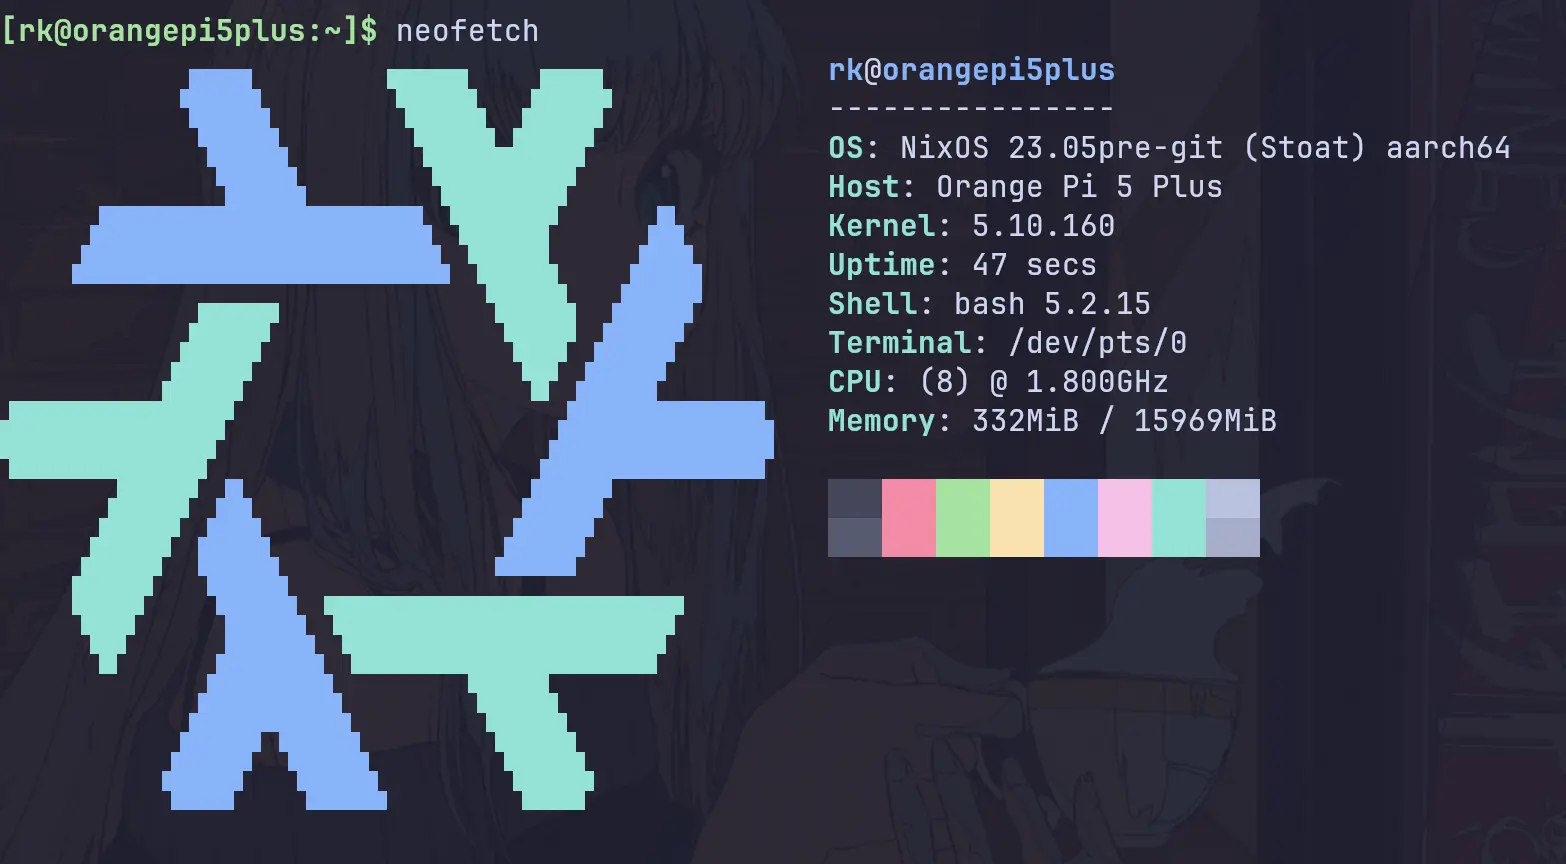 [rk@orangepi5plus:~]$ neofetch
rk@orangepi5plus
----------------
OS: NixOS 23.05pre-git (Stoat) aarch64
Host: Orange Pi 5 Plus
Kernel: 5.10.160
Uptime: 47 secs
Shell: bash 5.2.15
Terminal: /dev/pts/0
CPU: (8) @ 1.800GHz
Memory: 332MiB / 15969MiB